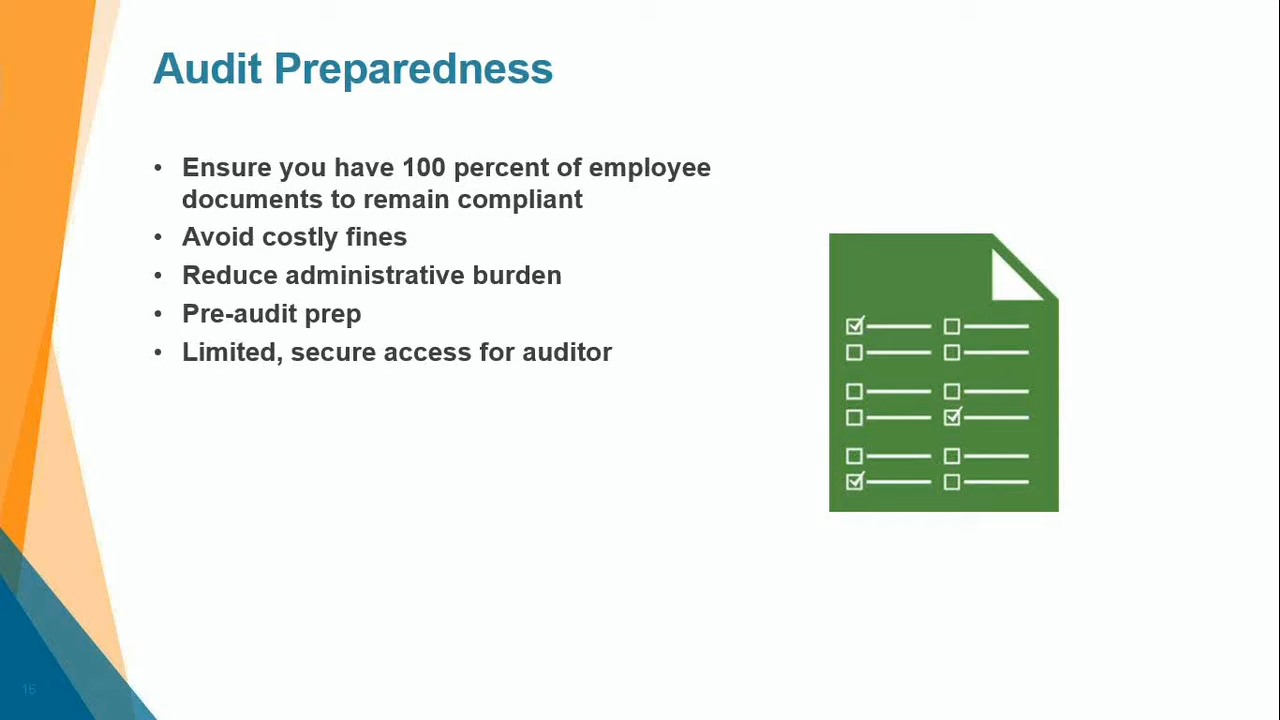 Audit Preparedness
• Ensure you have 100 percent of employee
documents to remain compliant
• Avoid costly fines
• Reduce administrative burden
• Pre-audit prep
• Limited, secure access for auditor
15